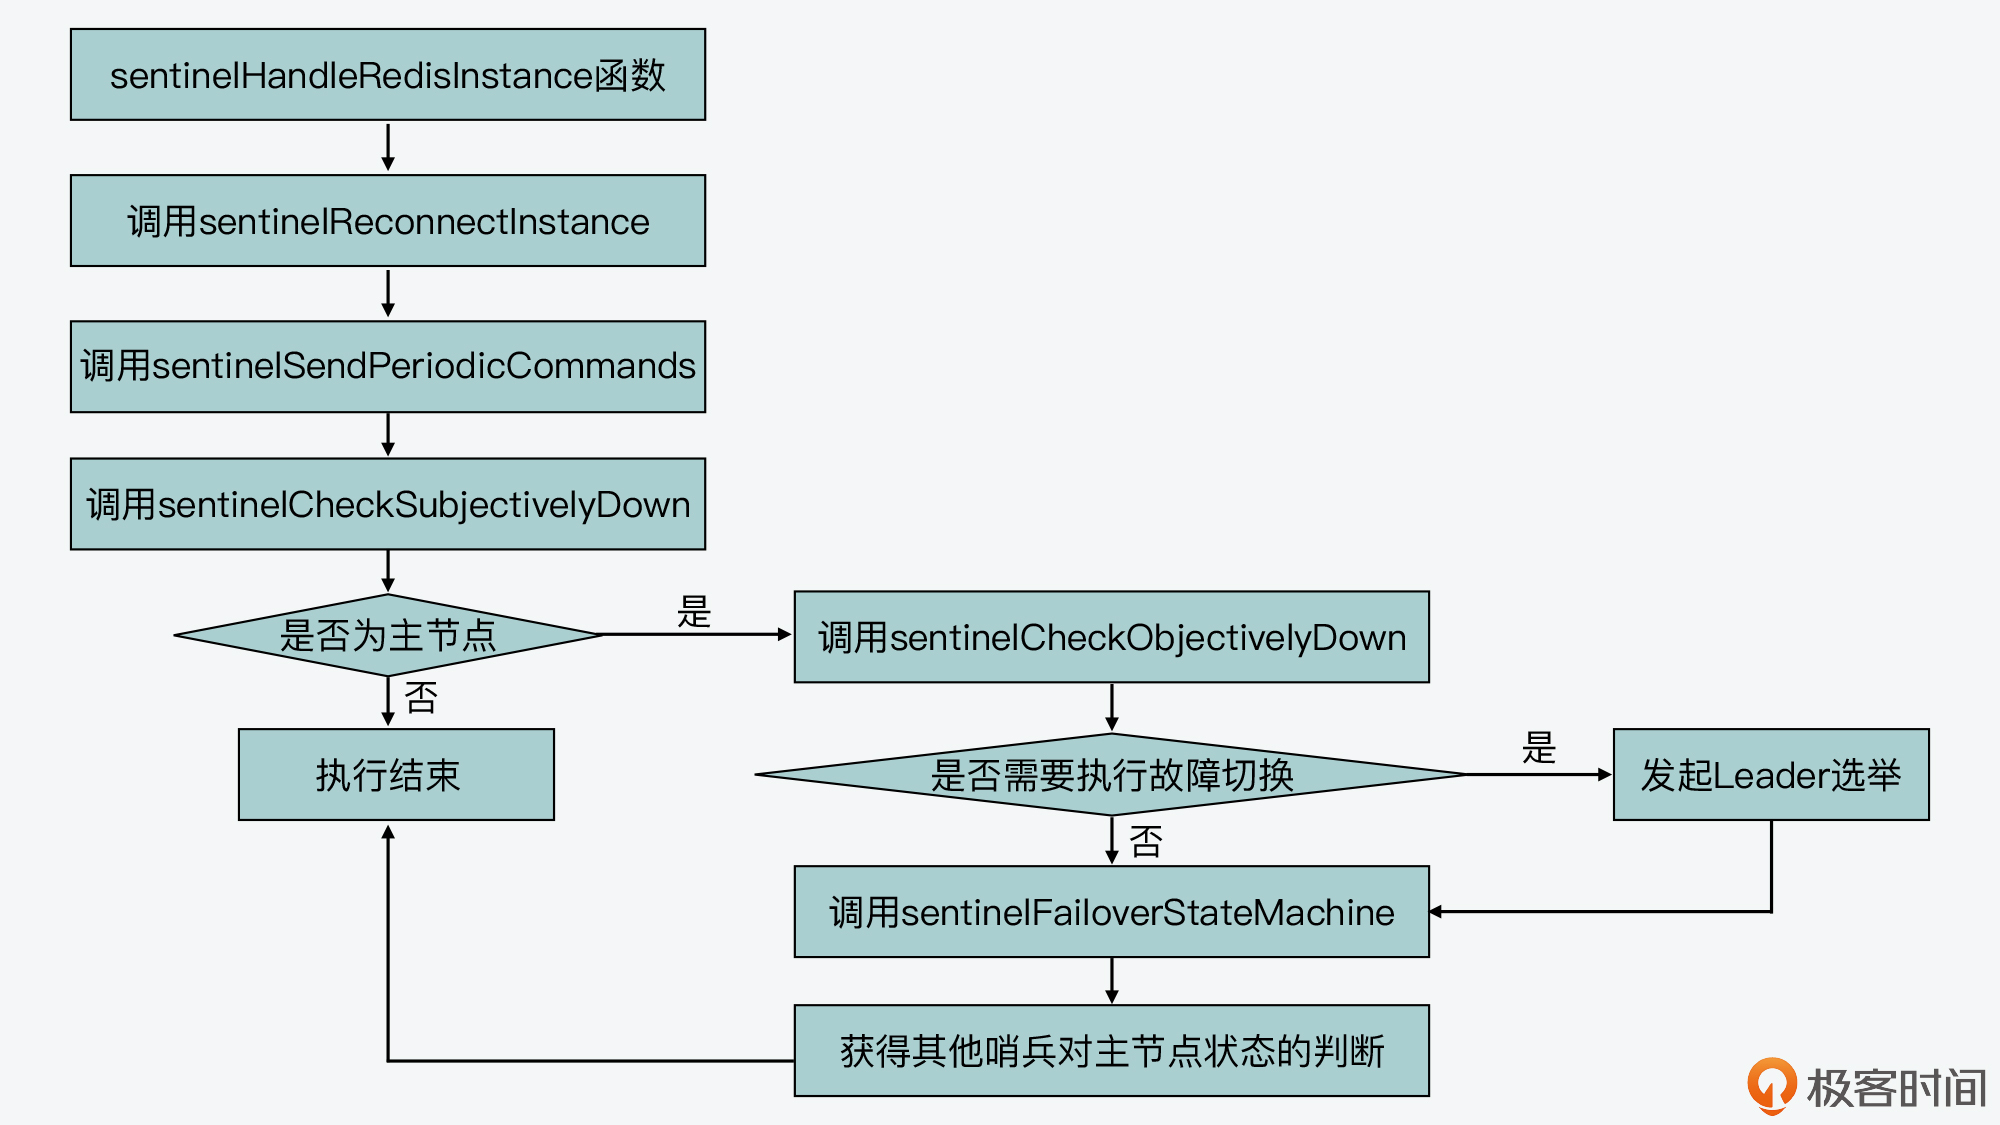 sentinelHandleRedisInstance函数
调用sentinelReconnectInstance
调用sentinelSendPeriodicCommands
调用sentinelCheckSubjectivelyDown
是否为主节点
是
否
执行结束
调用sentinelCheckObjectivelyDown
是否需要执行故障切换
是
发起Leader选举
否
调用sentinelFailoverStateMachine
获得其他哨兵对主节点状态的判断
极客时间